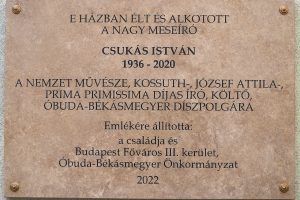 E HÁZBAN ÉLT ÉS ALKOTOTT
A NAGY MESEÍRÓ
CSUKÁS ISTVÁN
1936 - 2020
A NEMZET MŰVÉSZE, KOSSUTH-, JÓZSEF ATTILA-,
PRIMA PRIMISSIMA DÍJAS ÍRÓ, KÖLTŐ,
ÓBUDA-BÉKÁSMEGYER DÍSZPOLGÁRA
Emlékére állította:
a családja és
Budapest Főváros III. kerület,
Óbuda-Békásmegyer Önkormányzat
2022